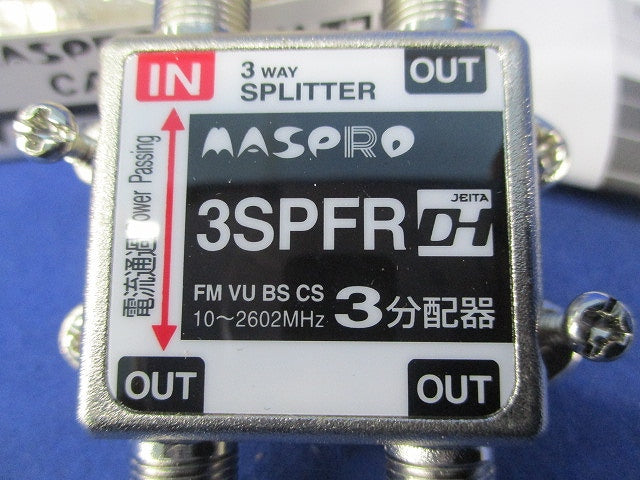 IN
3 WAY
SPLITTER
OUT
MASPRO
電流通過 Power Passing
3SPFR
JEITA
DH
FM VU BS CS
10～2602MHz
3分配器
OUT
OUT